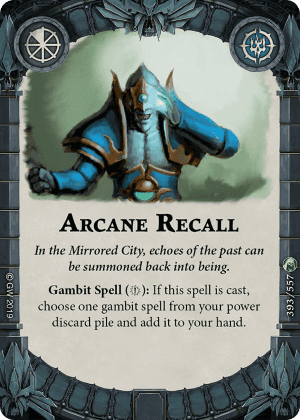 ARCANE RECALL
In the Mirrored City, echoes of the past can
be summoned back into being.
Gambit Spell (): If this spell is cast,
choose one gambit spell from your power
discard pile and add it to your hand.
© GW 2019
393/557